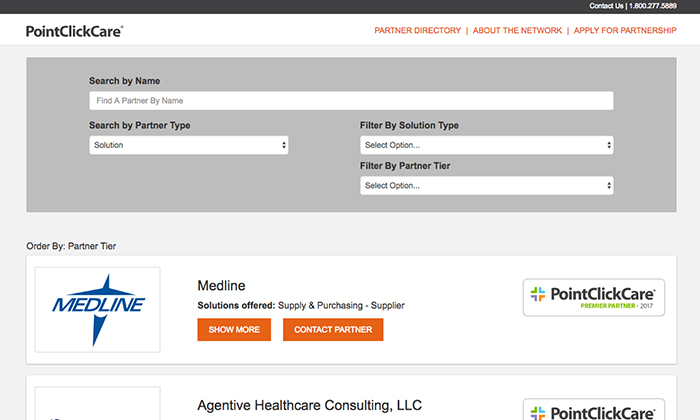 Contact Us | 1.800.277.5889
PointClickCare®
PARTNER DIRECTORY | ABOUT THE NETWORK | APPLY FOR PARTNERSHIP
Search by Name
Find A Partner By Name
Search by Partner Type
Filter By Solution Type
Solution
Select Option...
Filter By Partner Tier
Select Option...
Order By: Partner Tier
MEDLINE
Medline
Solutions offered: Supply & Purchasing - Supplier
SHOW MORE
CONTACT PARTNER
PointClickCare®
PREMIER PARTNER - 2017
Agentive Healthcare Consulting, LLC
PointClickCare®